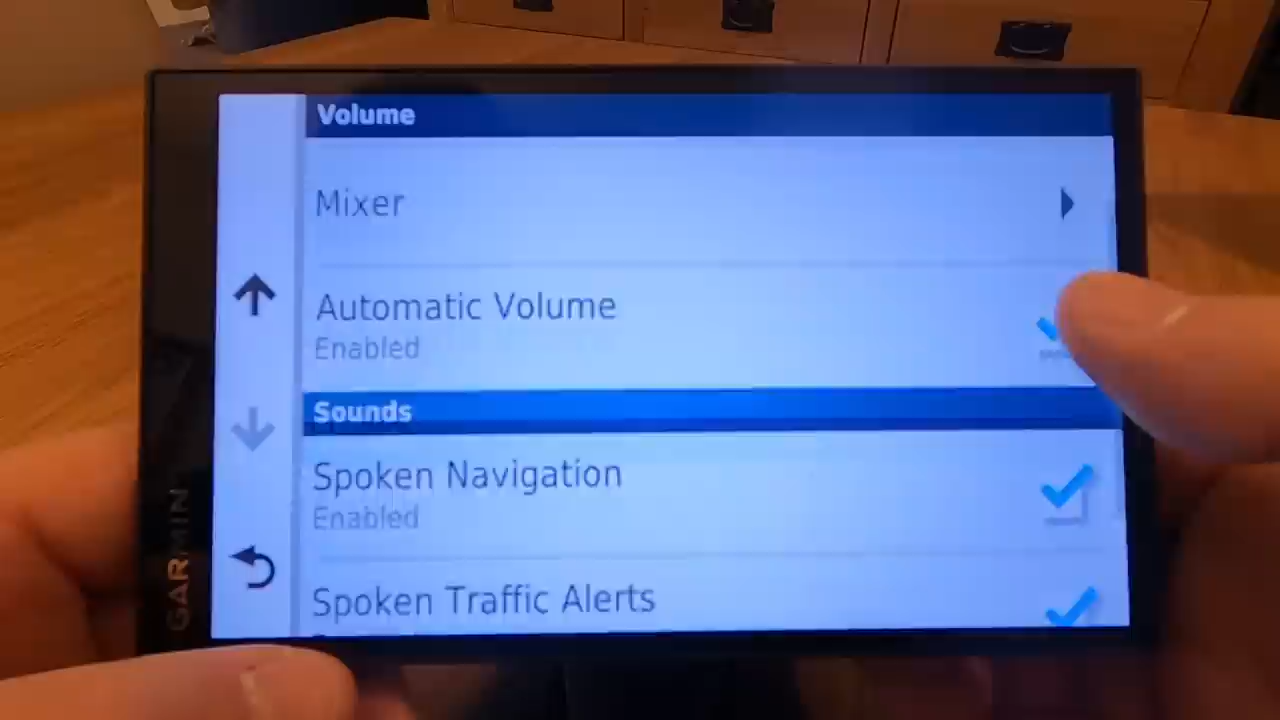 Volume
Mixer
Automatic Volume
Enabled
Sounds
Spoken Navigation
Enabled
Spoken Traffic Alerts
GARMIN